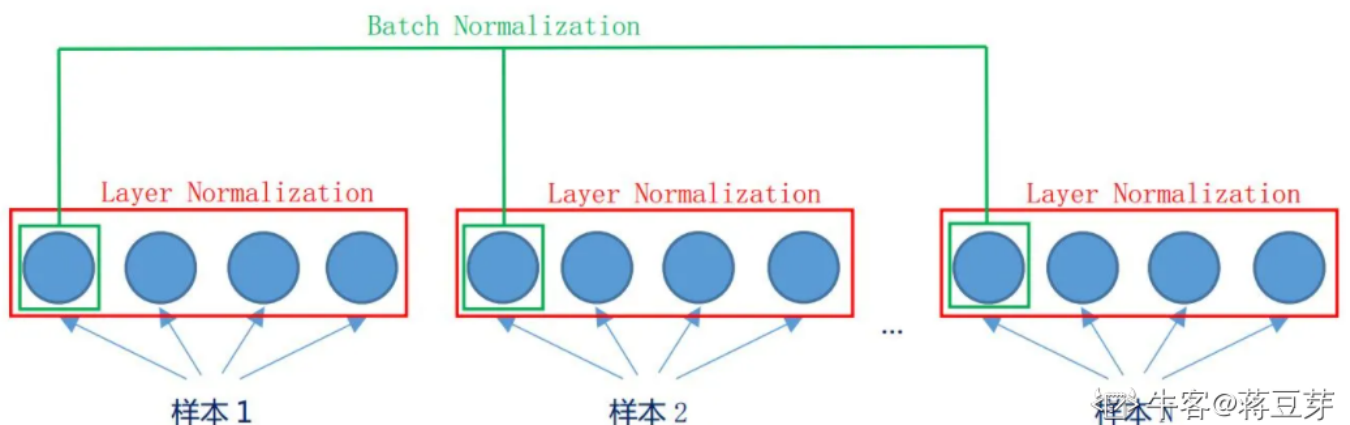 Batch Normalization
Layer Normalization
Layer Normalization
Layer Normalization
...
样本 1
样本 2
样本
牛客@蒋豆芽